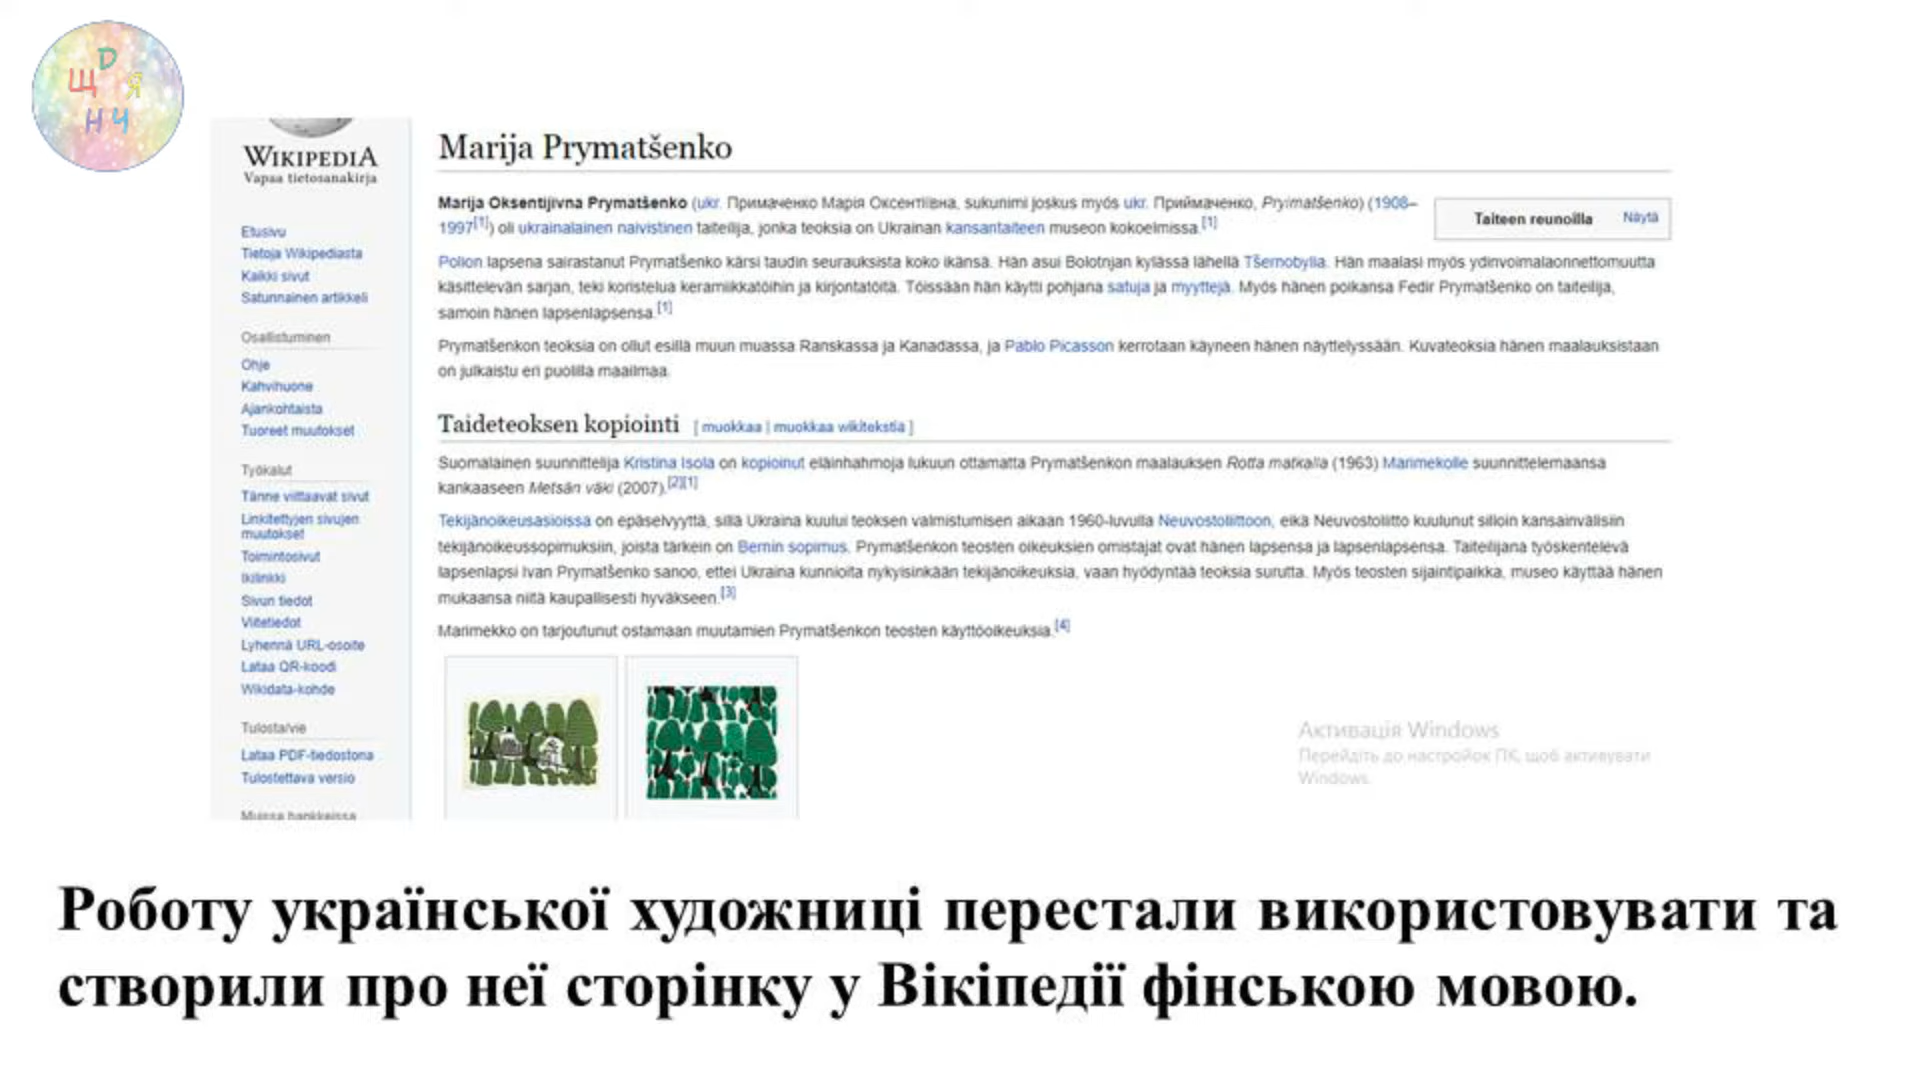 Щ D Я
Н Ч
WIKIPEDIA
Vapaa tietosanakirja
Etusivu
Tietoja Wikipediasta
Kaikki sivut
Satunnainen artikkeli
Osallistuminen
Ohje
Kahvihuone
Ajankohtaista
Tuoreet muutokset
Työkalut
Tänne viittaavat sivut
Linkitettyjen sivujen
muutokset
Toimintosivut
Ikilinkki
Sivun tiedot
Viitetiedot
Lyhennä URL-osoite
Lataa QR-koodi
Wikidata-kohde
Tulosta/vie
Lataa PDF-tiedostona
Tulostettava versio
Muissa hankkeissa
Marija Prymatšenko
Marija Oksentijivna Prymatšenko (ukr. Примаченко Марія Оксентіївна, sukunimi joskus myös ukr. Приймаченко, Pryimatšenko) (1908–
1997[1]) oli ukrainalainen naivistinen taiteilija, jonka teoksia on Ukrainan kansantaiteen museon kokoelmissa.[1]
Taiteen reunoilla Näytä
Polion lapsena sairastanut Prymatšenko kärsi taudin seurauksista koko ikänsä. Hän asui Bolotnjan kylässä lähellä Tšernobylia. Hän maalasi myös ydinvoimalaonnettomuutta
käsittelevän sarjan, teki koristelua keramiikkatöihin ja kirjontatöitä. Töissään hän käytti pohjana satuja ja myyttejä. Myös hänen poikansa Fedir Prymatšenko on taiteilija,
samoin hänen lapsenlapsensa.[1]
Prymatšenkon teoksia on ollut esillä muun muassa Ranskassa ja Kanadassa, ja Pablo Picasson kerrotaan käyneen hänen näyttelyssään. Kuvateoksia hänen maalauksistaan
on julkaistu eri puolilla maailmaa.
Taideteoksen kopiointi [ muokkaa | muokkaa wikitekstiä ]
Suomalainen suunnittelija Kristina Isola on kopioinut eläinhahmoja lukuun ottamatta Prymatšenkon maalauksen Rotta matkalla (1963) Marimekolle suunnittelemaansa
kankaaseen Metsän väki (2007).[2][1]
Tekijänoikeusasioissa on epäselvyyttä, sillä Ukraina kuului teoksen valmistumisen aikaan 1960-luvulla Neuvostoliittoon, eikä Neuvostoliitto kuulunut silloin kansainvälisiin
tekijänoikeussopimuksiin, joista tärkein on Bernin sopimus. Prymatšenkon teosten oikeuksien omistajat ovat hänen lapsensa ja lapsenlapsensa. Taiteilijana työskentelevä
lapsenlapsi Ivan Prymatšenko sanoo, ettei Ukraina kunnioita nykyisinkään tekijänoikeuksia, vaan hyödyntää teoksia surutta. Myös teosten sijaintipaikka, museo käyttää hänen
mukaansa niitä kaupallisesti hyväkseen.[3]
Marimekko on tarjoutunut ostamaan muutamien Prymatšenkon teosten käyttöoikeuksia.[4]
Активація Windows
Перейдіть до настройок ПК, щоб активувати
Windows.
Роботу української художниці перестали використовувати та
створили про неї сторінку у Вікіпедії фінською мовою.